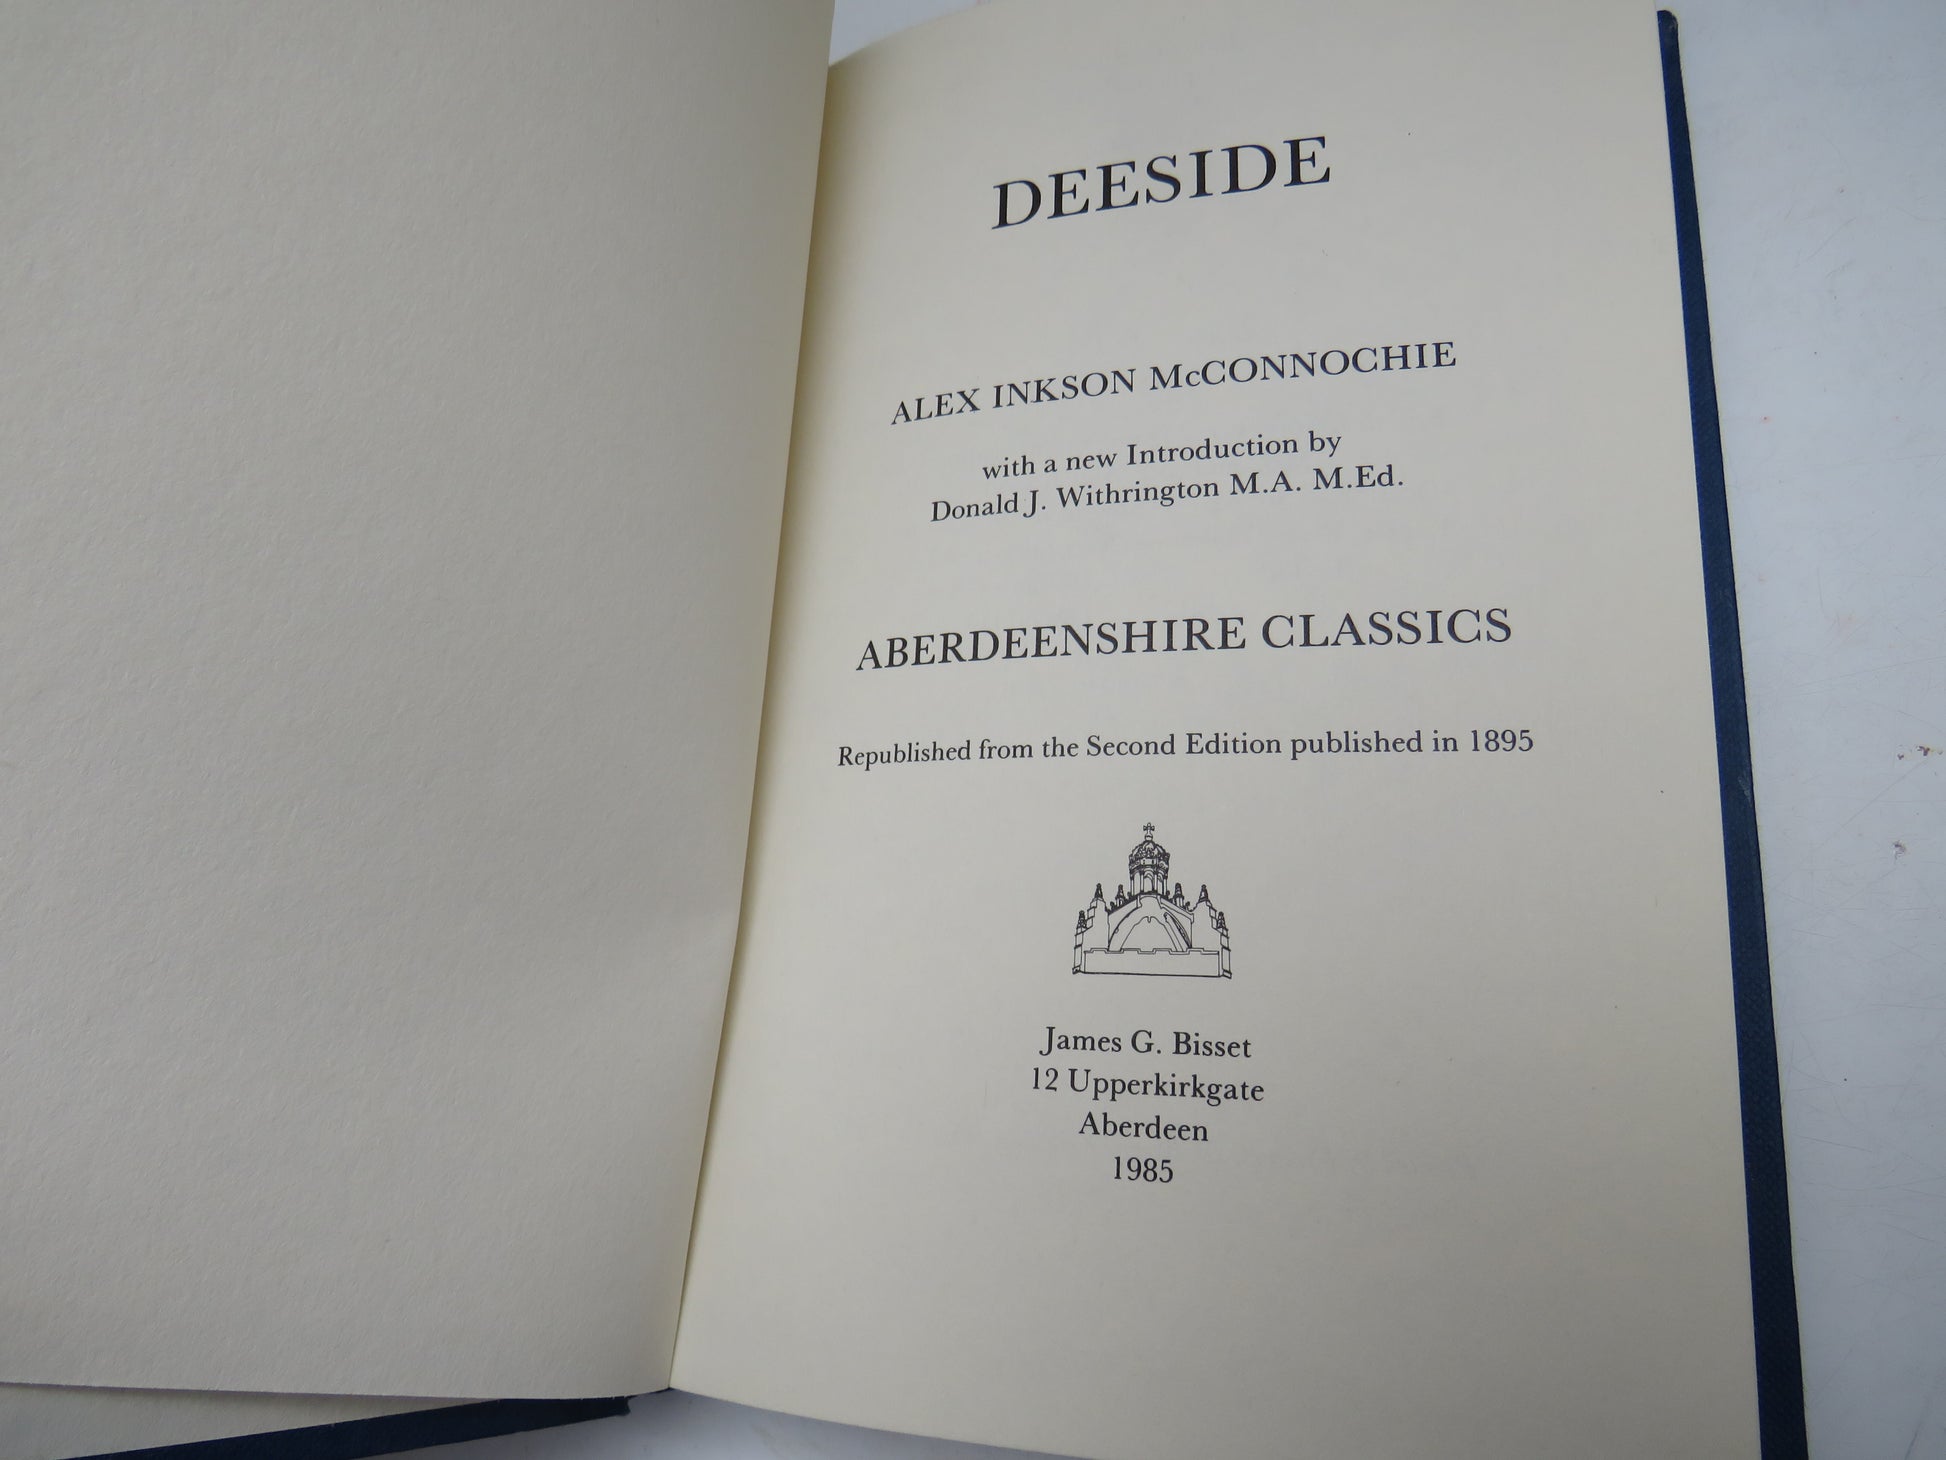 DEESIDE
ALEX INKSON McCONNOCHIE
with a new Introduction by
Donald J. Withrington M.A. M.Ed.
ABERDEENSHIRE CLASSICS
Republished from the Second Edition published in 1895
James G. Bisset
12 Upperkirkgate
Aberdeen
1985